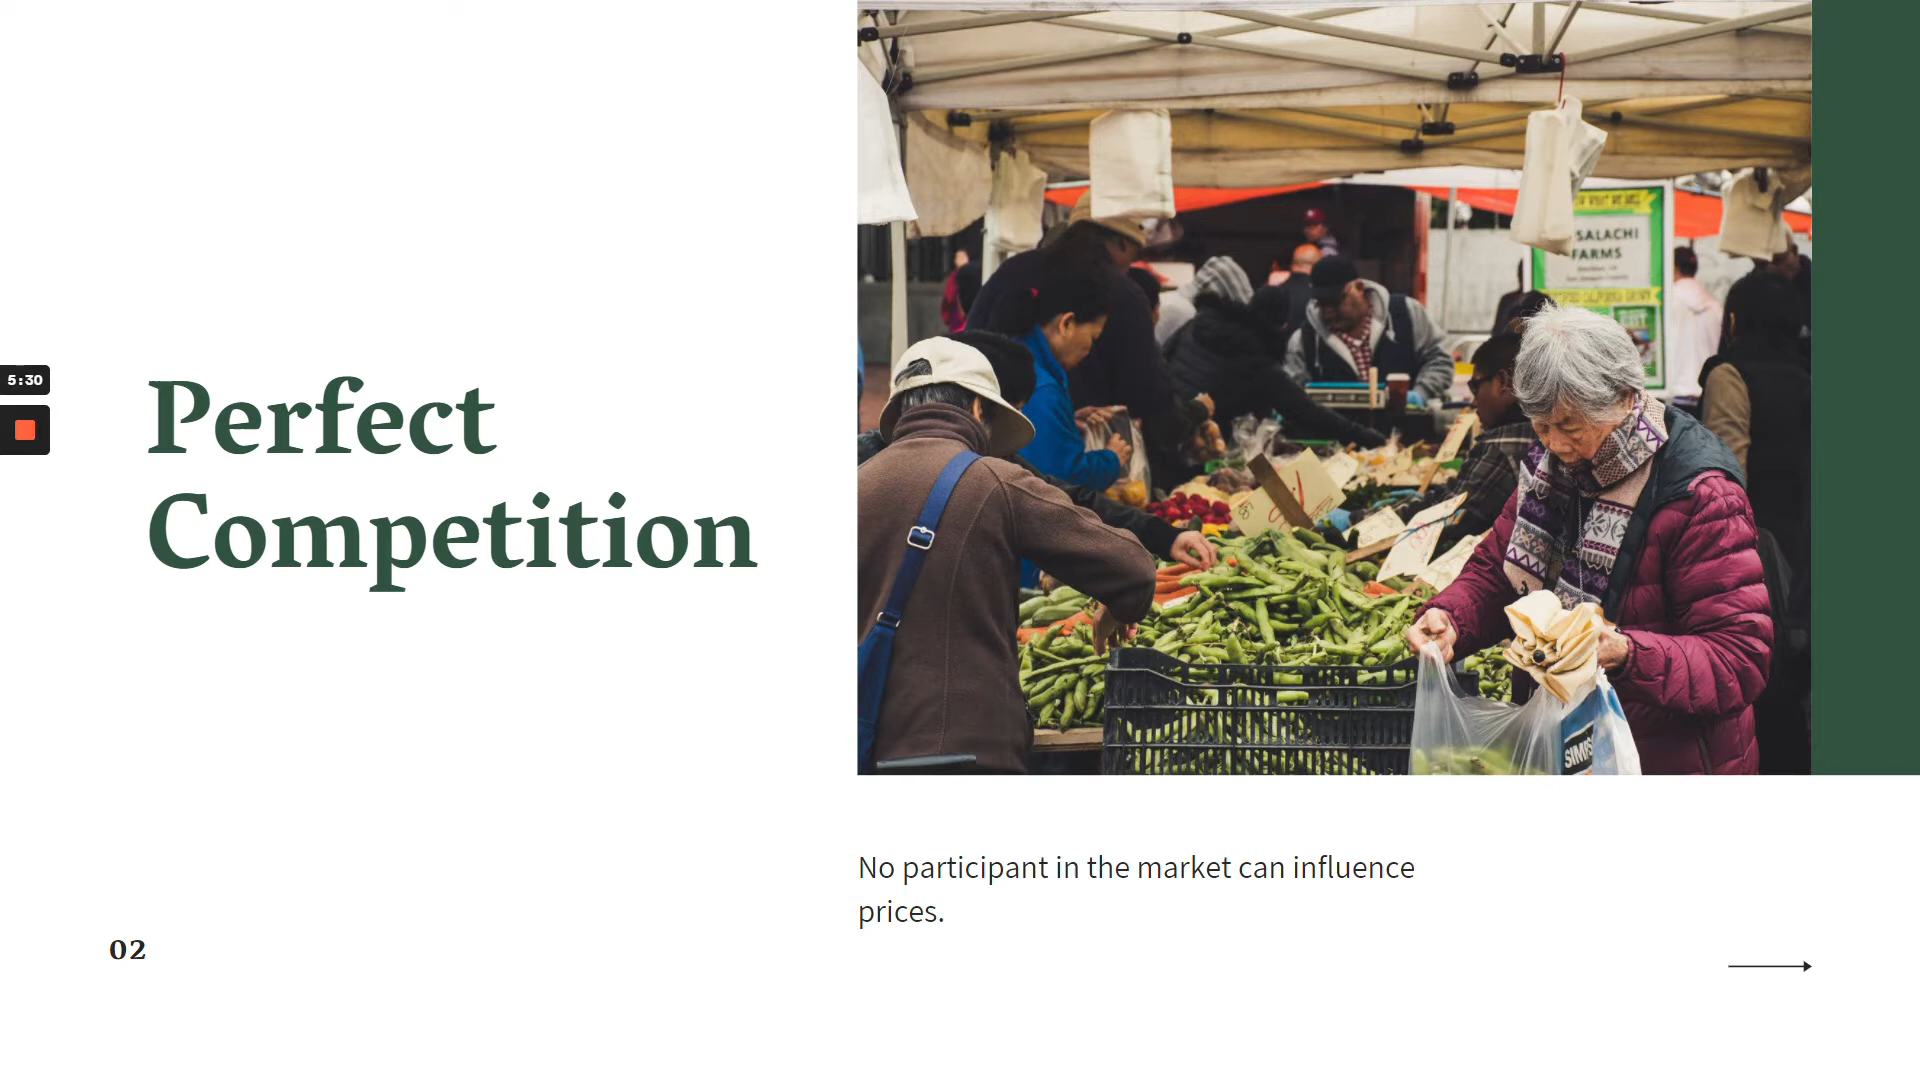 5:30
Perfect
Competition
SALACHI
FARMS
No participant in the market can influence
prices.
02